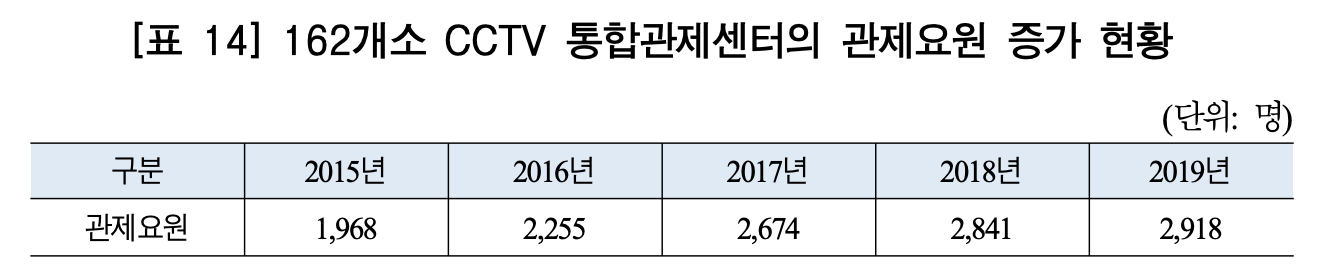 [표 14] 162개소 CCTV 통합관제센터의 관제요원 증가 현황
(단위: 명)
구분 2015년 2016년 2017년 2018년 2019년
관제요원 1,968 2,255 2,674 2,841 2,918